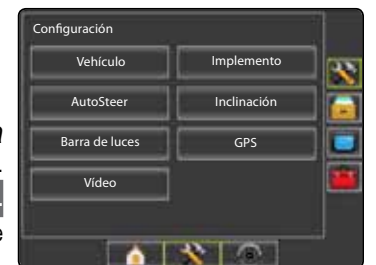 Configuración
Vehículo
Implemento
AutoSteer
Inclinación
Barra de luces
GPS
Vídeo